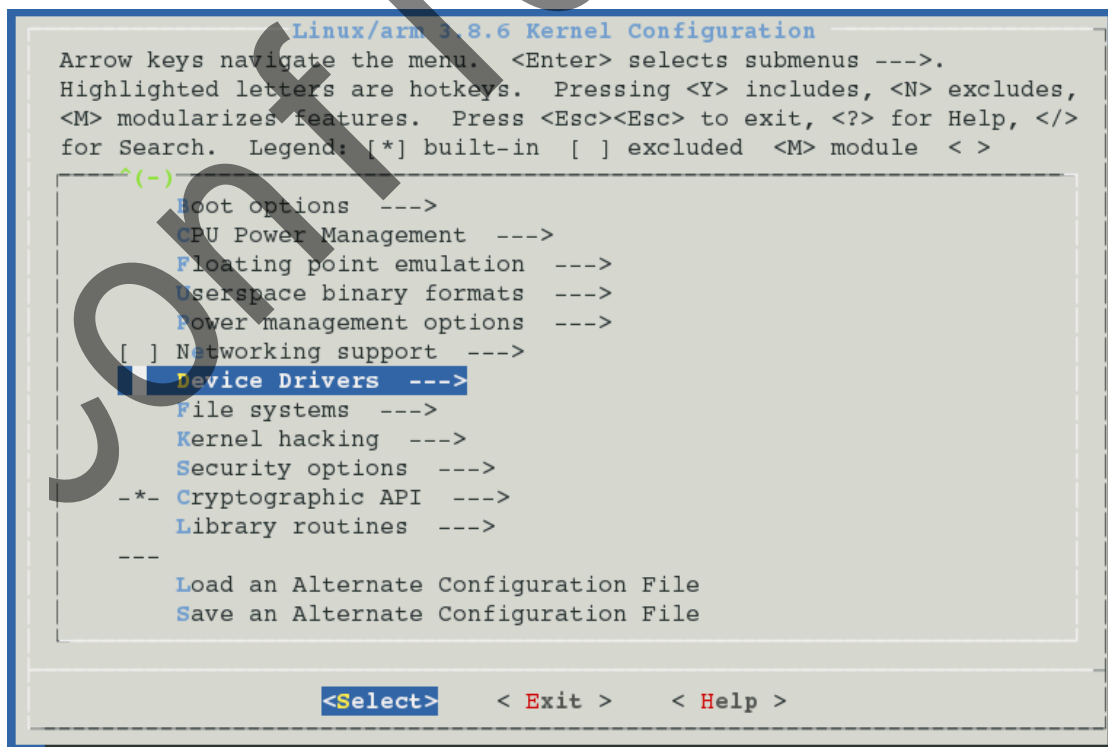 Linux/arm 3.8.6 Kernel Configuration
Arrow keys navigate the menu.  <Enter> selects submenus --->.
Highlighted letters are hotkeys.  Pressing <Y> includes, <N> excludes,
<M> modularizes features.  Press <Esc><Esc> to exit, <?> for Help, </>
for Search.  Legend: [*] built-in  [ ] excluded  <M> module  < >
^(-)
Boot options  --->
CPU Power Management  --->
Floating point emulation  --->
Userspace binary formats  --->
Power management options  --->
[ ] Networking support  --->
Device Drivers  --->
File systems  --->
Kernel hacking  --->
Security options  --->
-*- Cryptographic API  --->
Library routines  --->
---
Load an Alternate Configuration File
Save an Alternate Configuration File
<Select>    < Exit >    < Help >